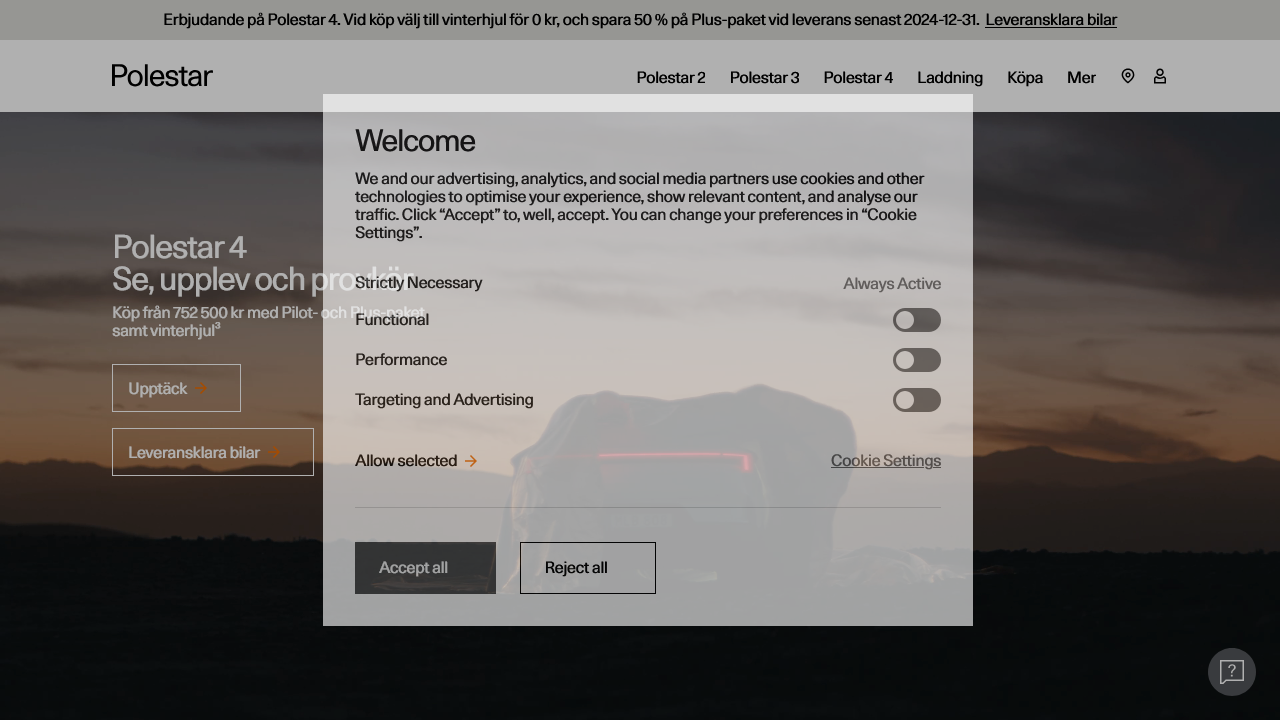 Erbjudande på Polestar 4. Vid köp välj till vinterhjul för 0 kr, och spara 50 % på Plus-paket vid leverans senast 2024-12-31. Leveransklara bilar
Polestar
Polestar 2 Polestar 3 Polestar 4 Laddning Köpa Mer
Welcome
We and our advertising, analytics, and social media partners use cookies and other
technologies to optimise your experience, show relevant content, and analyse our
traffic. Click “Accept” to, well, accept. You can change your preferences in “Cookie
Settings”.
Strictly Necessary Always Active
Functional
Performance
Targeting and Advertising
Allow selected → Cookie Settings
Accept all Reject all
Polestar 4
Se, upplev och provkör
Köp från 752 500 kr med Pilot- och Plus-paket
samt vinterhjul³
Upptäck →
Leveransklara bilar →